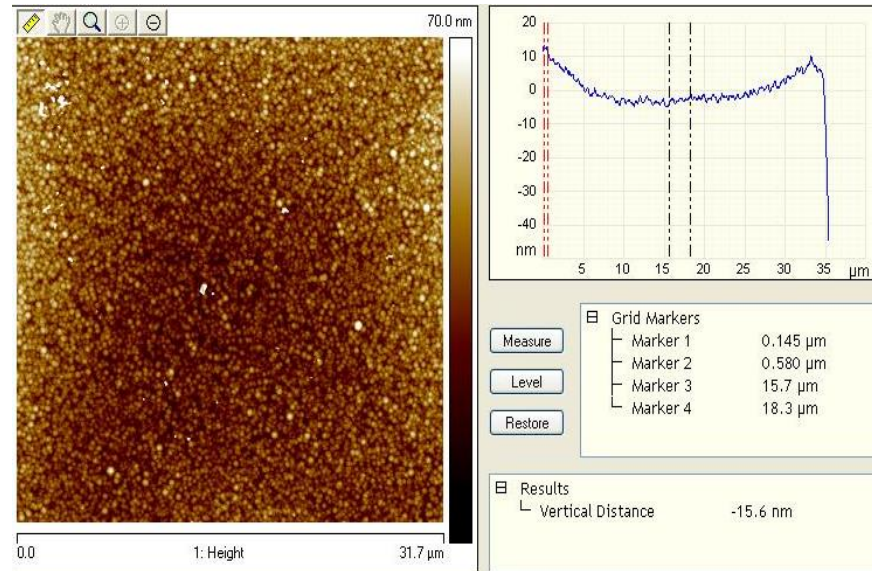 70.0 nm
0.0
1: Height
31.7 µm
20
10
0
-10
-20
-30
-40
nm
5
10
15
20
25
30
35
µm
Measure
Level
Restore
Grid Markers
Marker 1 0.145 µm
Marker 2 0.580 µm
Marker 3 15.7 µm
Marker 4 18.3 µm
Results
Vertical Distance -15.6 nm